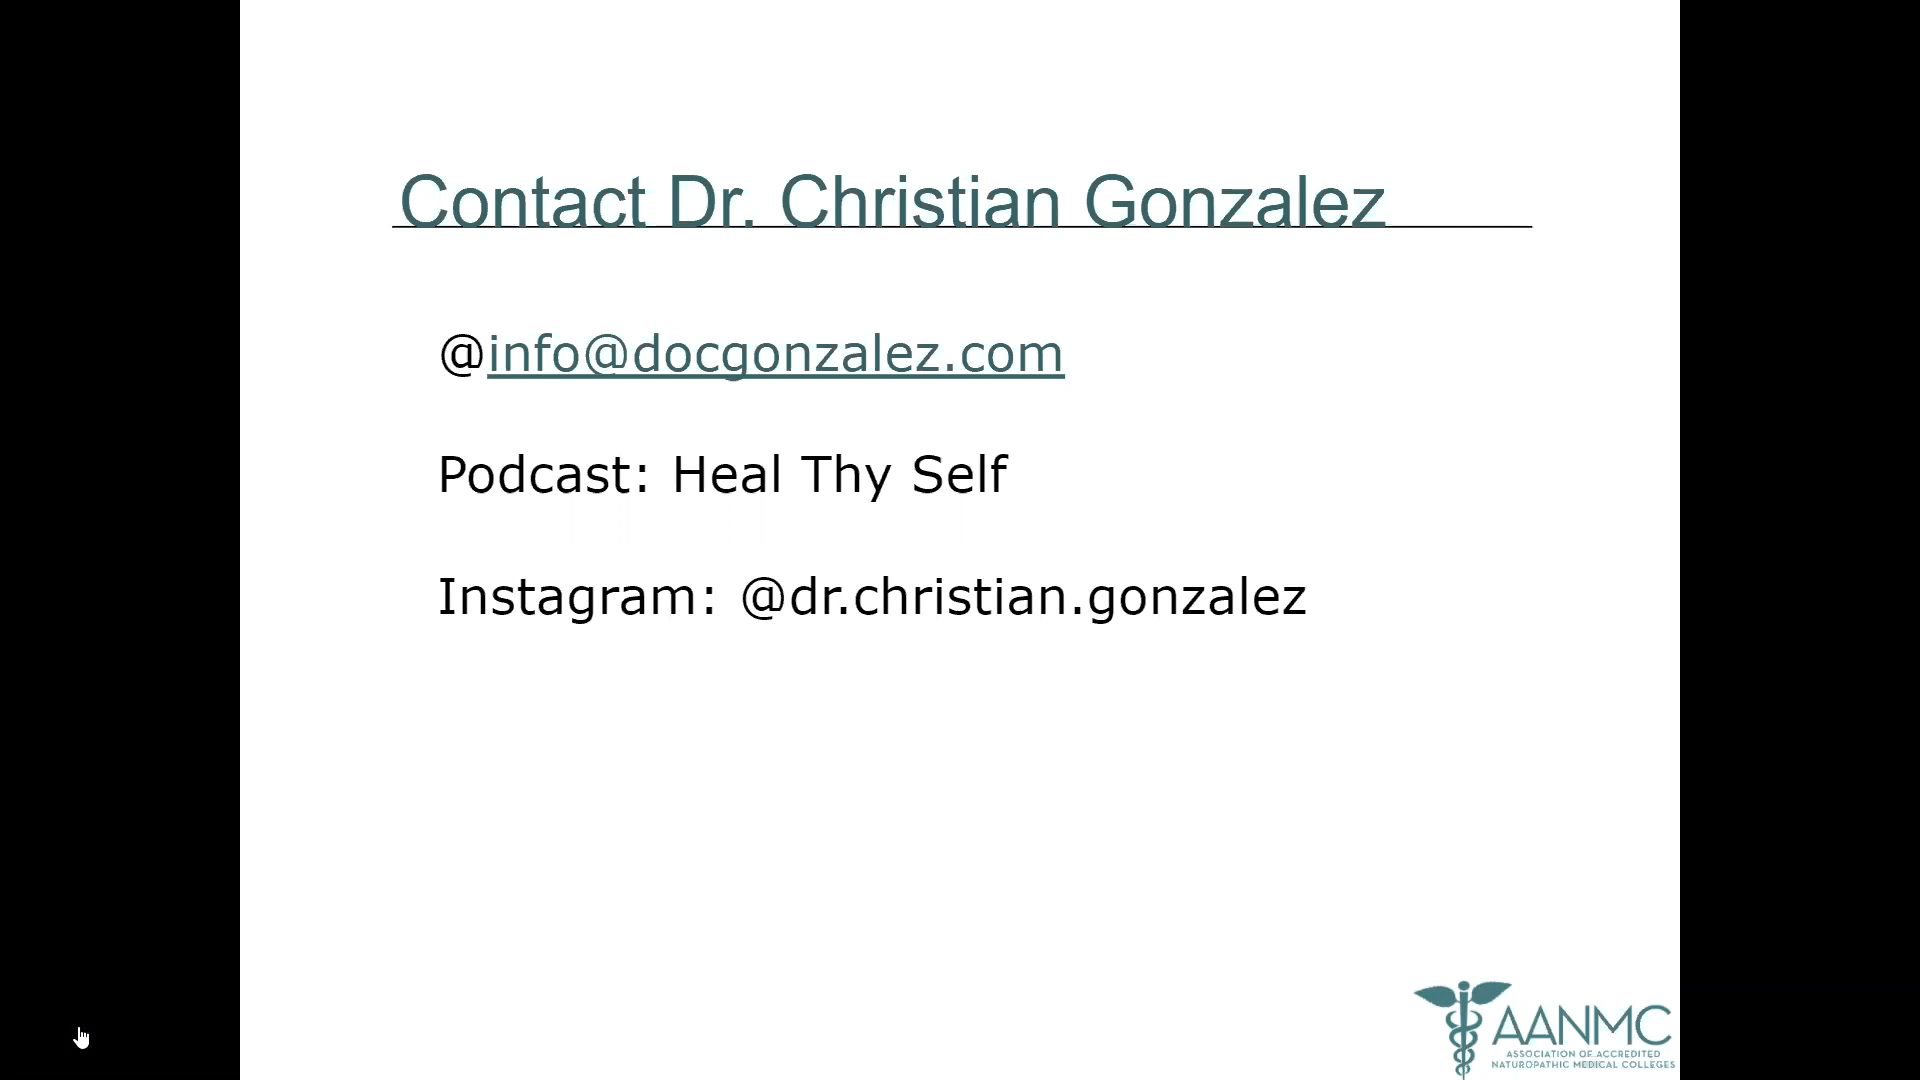 Contact Dr. Christian Gonzalez
@info@docgonzalez.com
Podcast: Heal Thy Self
Instagram: @dr.christian.gonzalez
AANMC
ASSOCIATION OF ACCREDITED
NATUROPATHIC MEDICAL COLLEGES